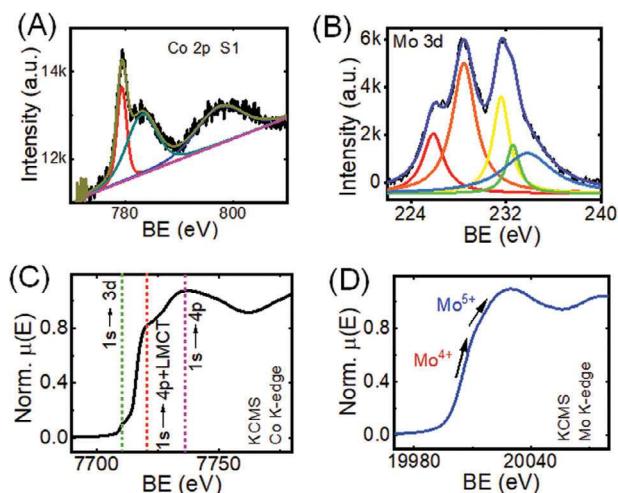 (A)
Co 2p S1
14k
13k
12k
11k
Intensity (a.u.)
780
800
BE (eV)
(B)
Mo 3d
6k
4k
2k
0
Intensity (a.u.)
224
232
240
BE (eV)
(C)
0.8
0.4
0.0
Norm. μ(E)
1s → 3d
1s → 4p+LMCT
1s → 4p
KCMS
Co K-edge
7700
7750
BE (eV)
(D)
0.8
0.4
0.0
Norm. μ(E)
Mo⁵⁺
Mo⁴⁺
KCMS
Mo K-edge
19980
20040
BE (eV)